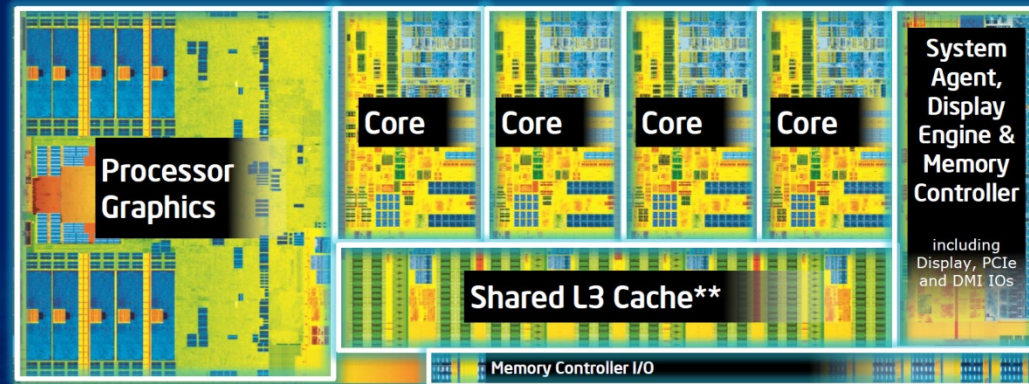 Processor
Graphics
Core
Core
Core
Core
System
Agent,
Display
Engine &
Memory
Controller
including
Display, PCIe
and DMI IOs
Shared L3 Cache**
Memory Controller I/O